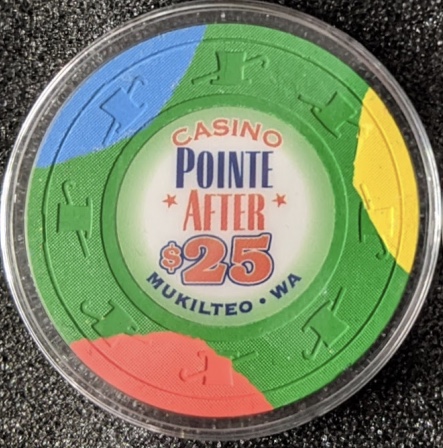 CASINO
POINTE
AFTER
$25
MUKILTEO • WA